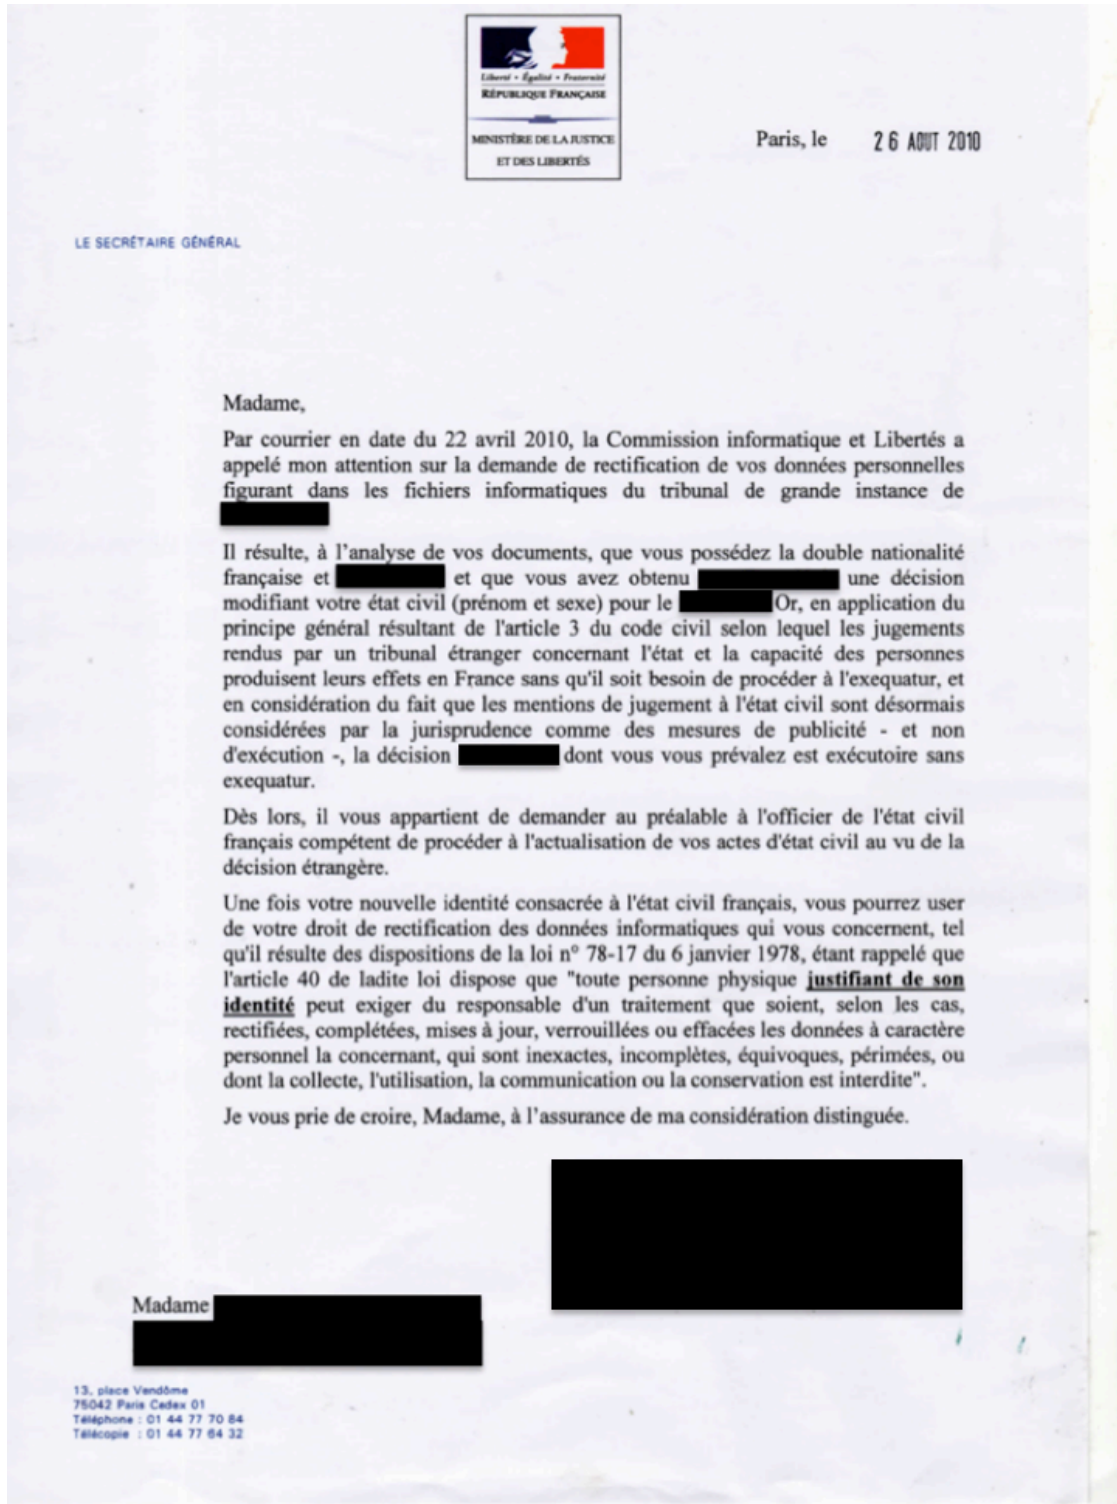 Liberté • Égalité • Fraternité
RÉPUBLIQUE FRANÇAISE
MINISTÈRE DE LA JUSTICE
ET DES LIBERTÉS
Paris, le 26 AOUT 2010
LE SECRÉTAIRE GÉNÉRAL
Madame,
Par courrier en date du 22 avril 2010, la Commission informatique et Libertés a
appelé mon attention sur la demande de rectification de vos données personnelles
figurant dans les fichiers informatiques du tribunal de grande instance de
Il résulte, à l'analyse de vos documents, que vous possédez la double nationalité
française et et que vous avez obtenu une décision
modifiant votre état civil (prénom et sexe) pour le Or, en application du
principe général résultant de l'article 3 du code civil selon lequel les jugements
rendus par un tribunal étranger concernant l'état et la capacité des personnes
produisent leurs effets en France sans qu'il soit besoin de procéder à l'exequatur, et
en considération du fait que les mentions de jugement à l'état civil sont désormais
considérées par la jurisprudence comme des mesures de publicité - et non
d'exécution -, la décision dont vous vous prévalez est exécutoire sans
exequatur.
Dès lors, il vous appartient de demander au préalable à l'officier de l'état civil
français compétent de procéder à l'actualisation de vos actes d'état civil au vu de la
décision étrangère.
Une fois votre nouvelle identité consacrée à l'état civil français, vous pourrez user
de votre droit de rectification des données informatiques qui vous concernent, tel
qu'il résulte des dispositions de la loi n° 78-17 du 6 janvier 1978, étant rappelé que
l'article 40 de ladite loi dispose que "toute personne physique justifiant de son
identité peut exiger du responsable d'un traitement que soient, selon les cas,
rectifiées, complétées, mises à jour, verrouillées ou effacées les données à caractère
personnel la concernant, qui sont inexactes, incomplètes, équivoques, périmées, ou
dont la collecte, l'utilisation, la communication ou la conservation est interdite".
Je vous prie de croire, Madame, à l'assurance de ma considération distinguée.
Madame
13, place Vendôme
75042 Paris Cedex 01
Téléphone : 01 44 77 70 84
Télécopie : 01 44 77 64 32